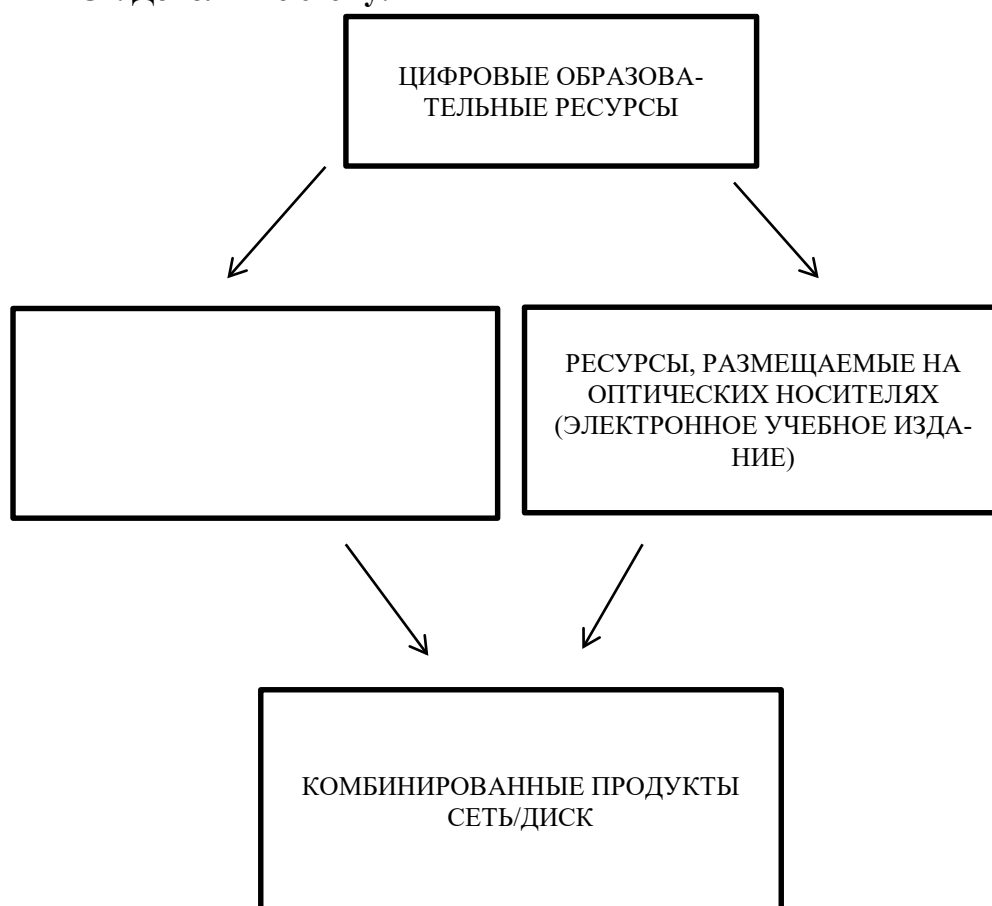 ЦИФРОВЫЕ ОБРАЗОВА-
ТЕЛЬНЫЕ РЕСУРСЫ
РЕСУРСЫ, РАЗМЕЩАЕМЫЕ НА
ОПТИЧЕСКИХ НОСИТЕЛЯХ
(ЭЛЕКТРОННОЕ УЧЕБНОЕ ИЗДА-
НИЕ)
КОМБИНИРОВАННЫЕ ПРОДУКТЫ
СЕТЬ/ДИСК